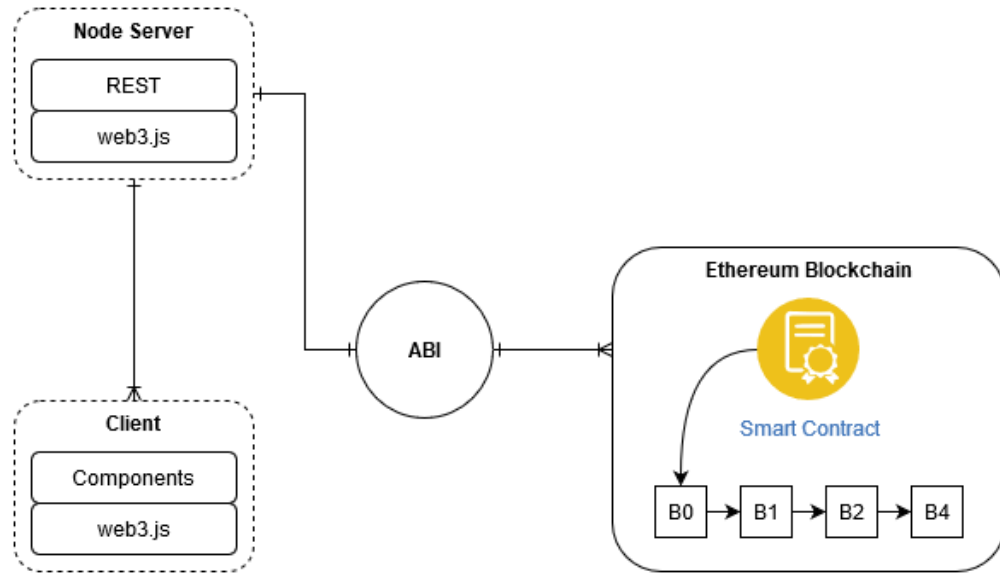 Node Server
REST
web3.js
Client
Components
web3.js
ABI
Ethereum Blockchain
Smart Contract
B0 B1 B2 B4